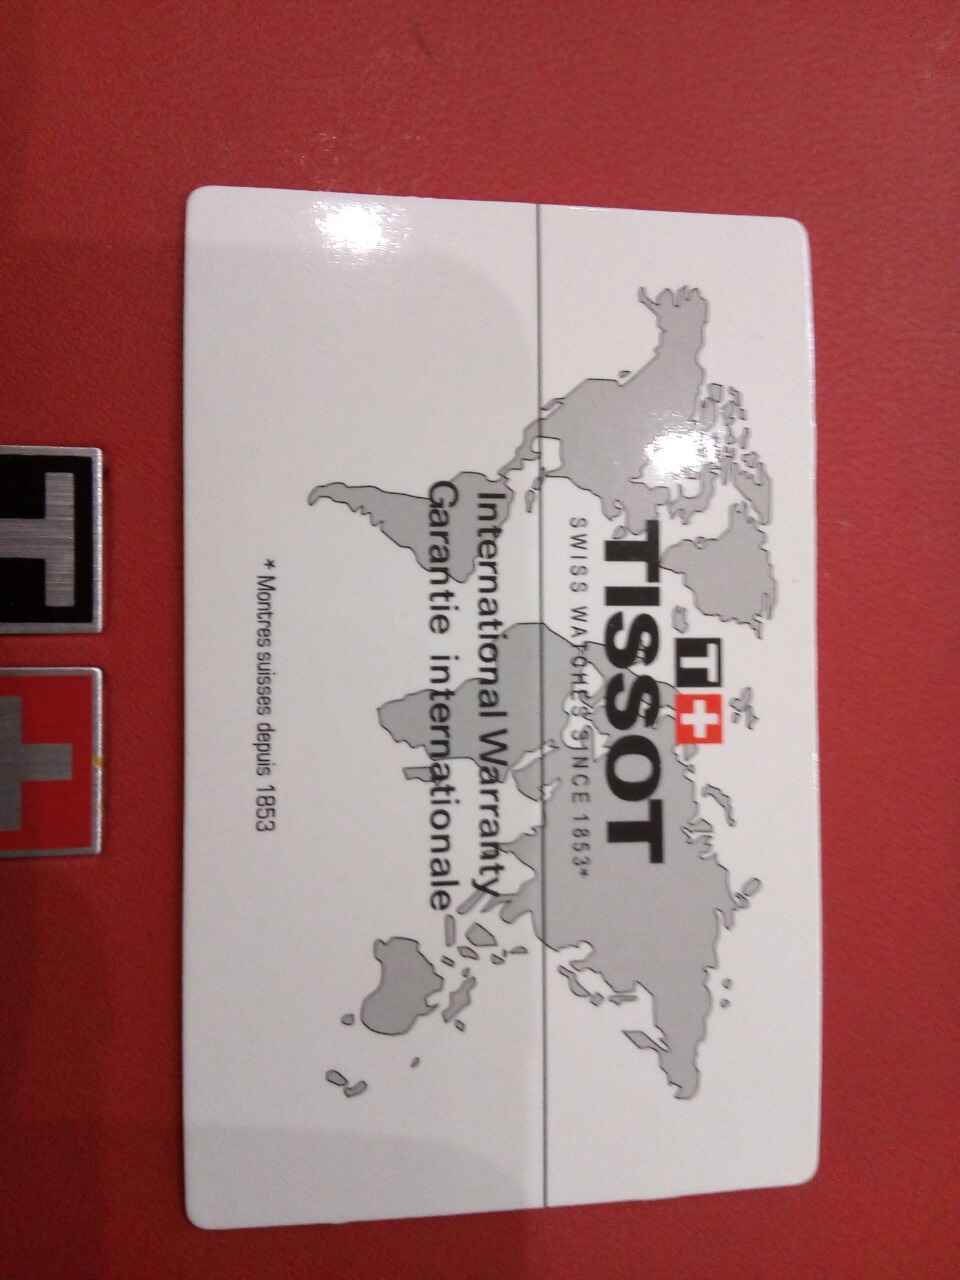 T+
TISSOT
SWISS WATCHES SINCE 1853*
International Warranty
Garantie internationale
* Montres suisses depuis 1853
T+